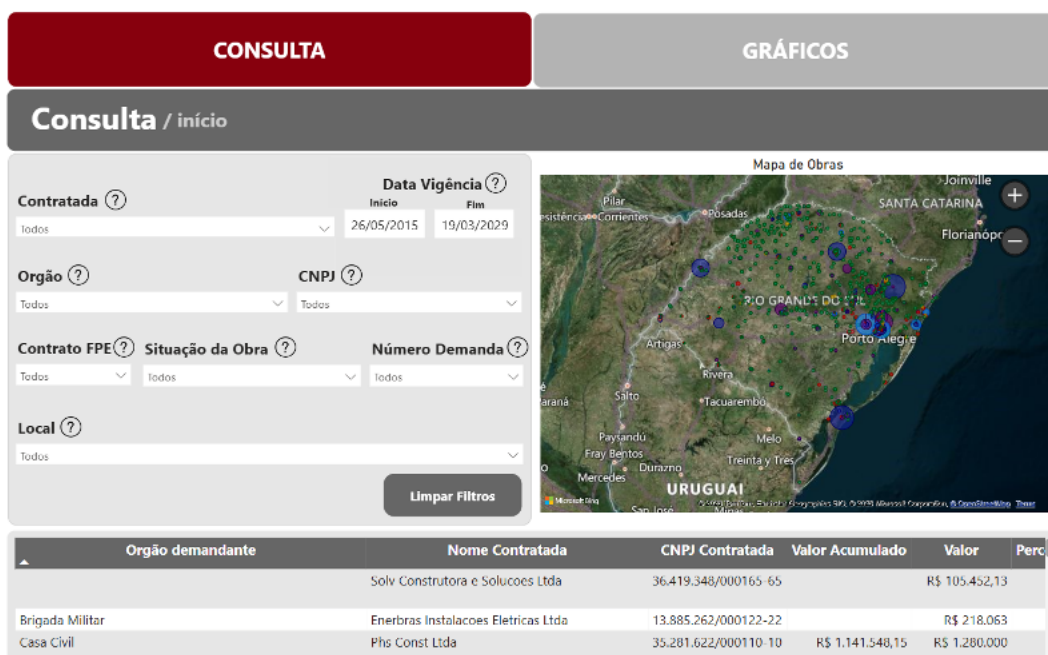 CONSULTA
GRÁFICOS
Consulta / início
Contratada ?
Todos
Data Vigência ?
Início Fim
26/05/2015 19/03/2029
Orgão ? CNPJ ?
Todos Todos
Contrato FPE ? Situação da Obra ? Número Demanda ?
Todos Todos Todos
Local ?
Todos
Limpar Filtros
Mapa de Obras
Joinville
Pilar
SANTA CATARINA
Corrientes
Posadas
Florianóp
RIO GRANDE DO SUL
Artigas
Porto Alegre
Rivera
Salto
Tacuarembó
Paysandú
Melo
Fray Bentos
Treinta y Tres
Durazno
Mercedes
URUGUAI
Microsoft Bing
San José
© OpenStreetMap
Orgão demandante Nome Contratada CNPJ Contratada Valor Acumulado Valor Perc
Solv Construtora e Solucoes Ltda 36.419.348/000165-65 R$ 105.452,13
Brigada Militar Enerbras Instalacoes Eletricas Ltda 13.885.262/000122-22 R$ 218.063
Casa Civil Phs Const Ltda 35.281.622/000110-10 R$ 1.141.548,15 R$ 1.280.000